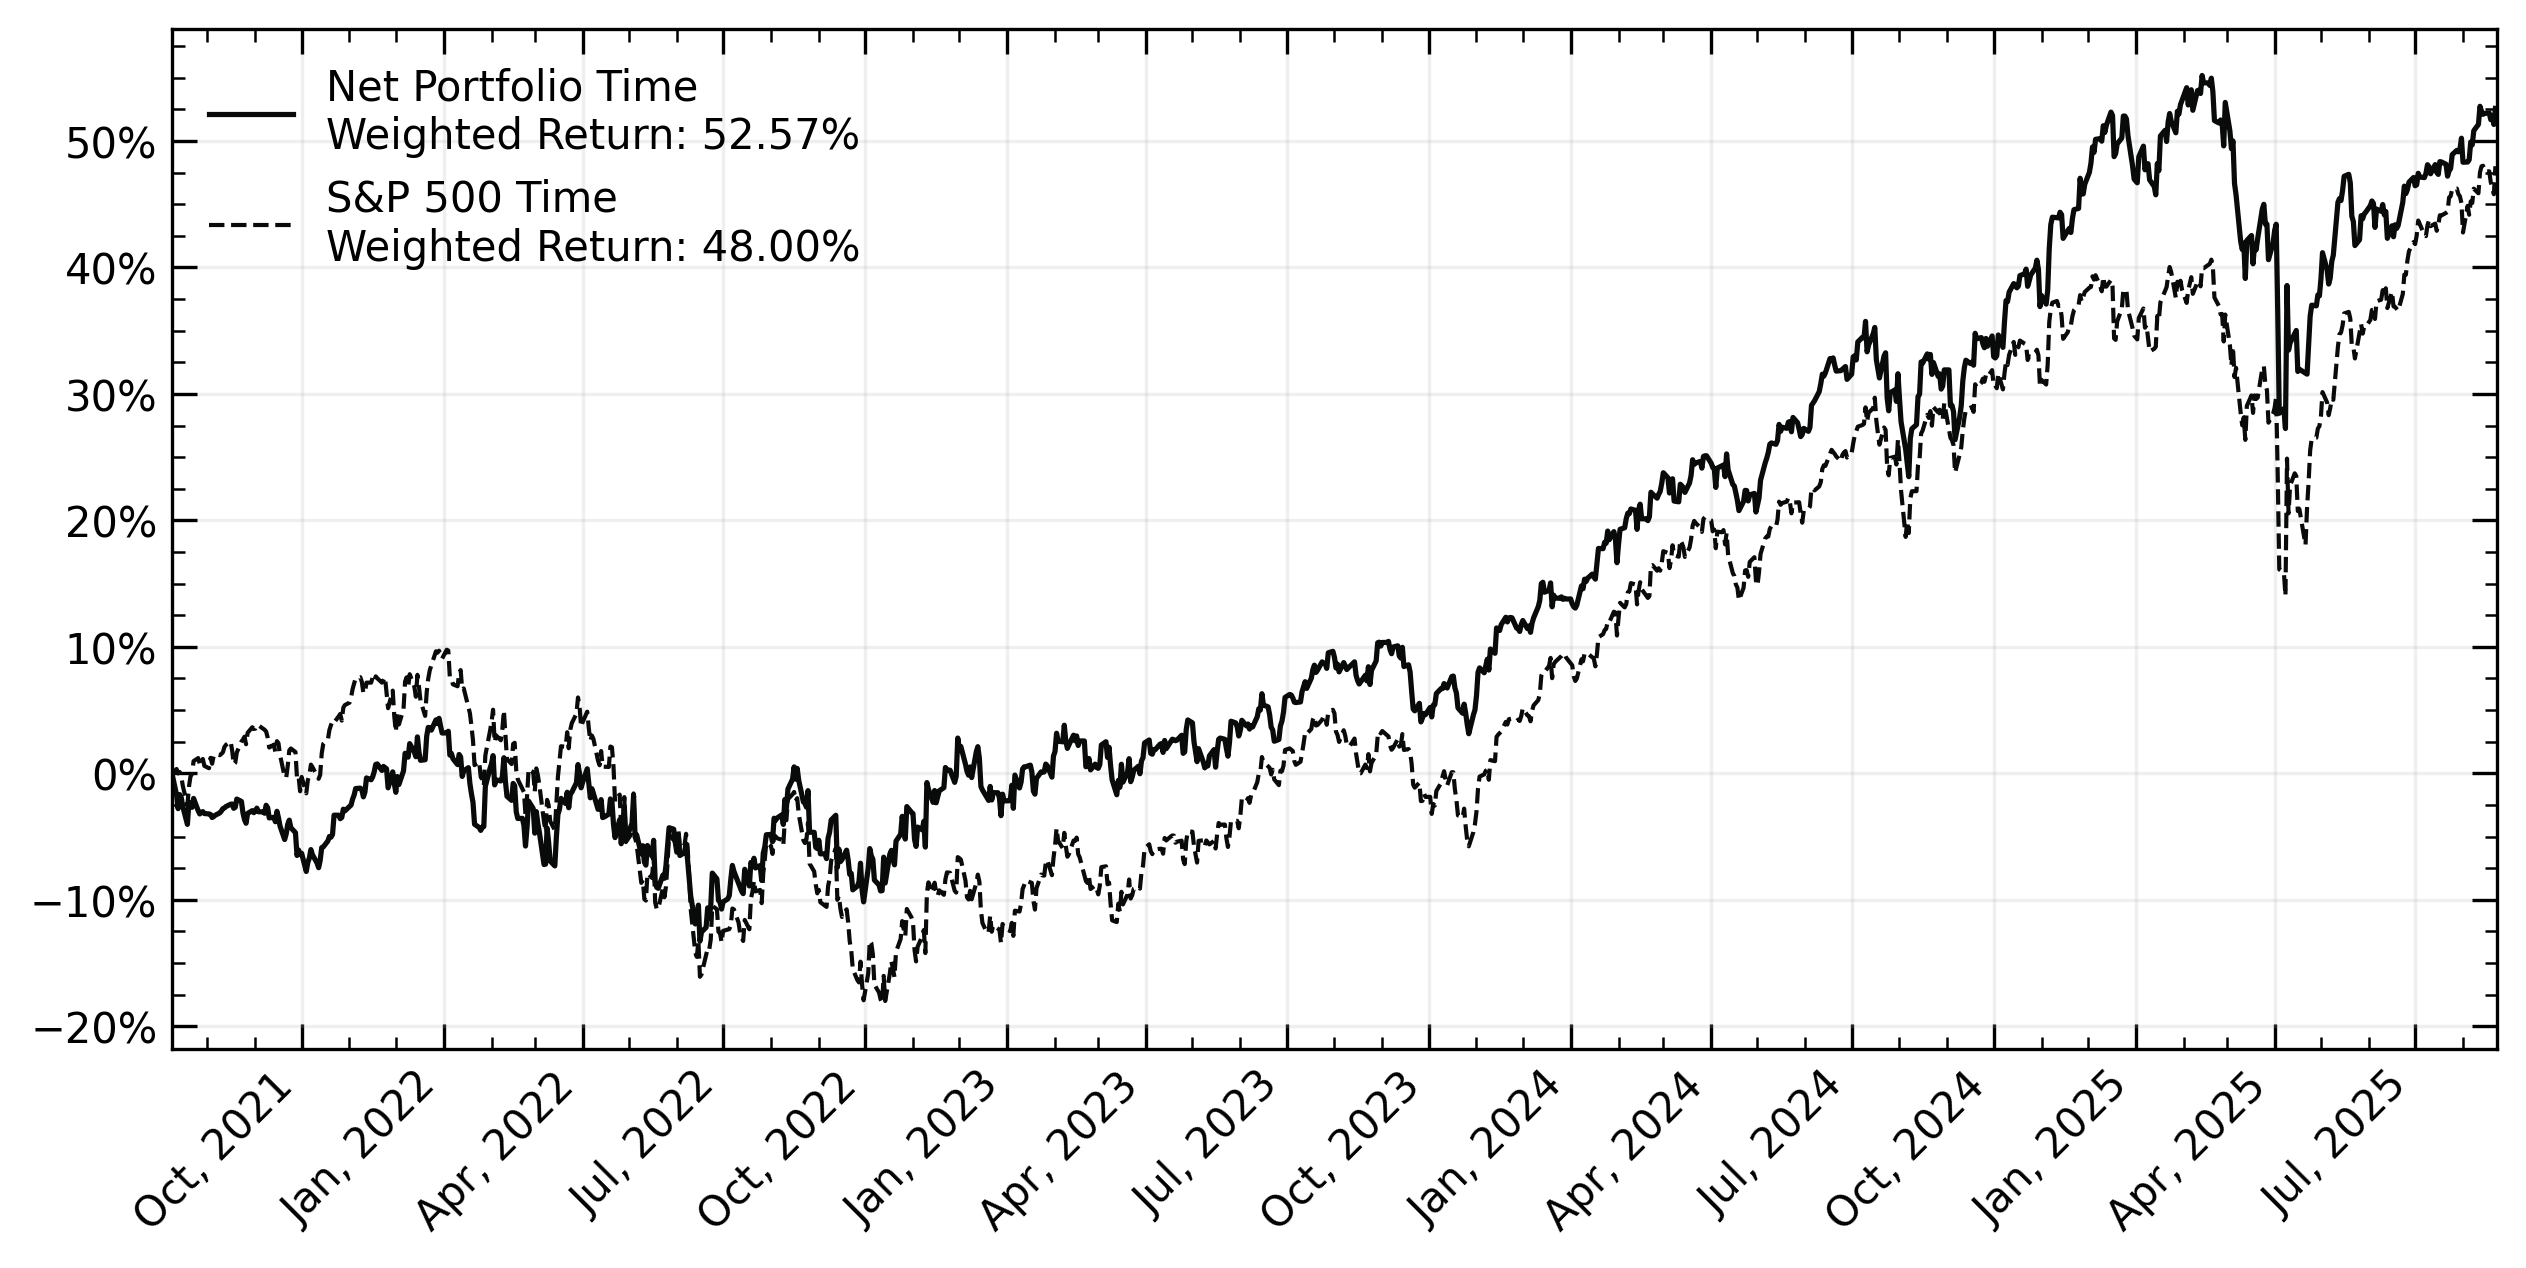 Net Portfolio Time
Weighted Return: 52.57%
S&P 500 Time
Weighted Return: 48.00%
50%
40%
30%
20%
10%
0%
−10%
−20%
Oct, 2021
Jan, 2022
Apr, 2022
Jul, 2022
Oct, 2022
Jan, 2023
Apr, 2023
Jul, 2023
Oct, 2023
Jan, 2024
Apr, 2024
Jul, 2024
Oct, 2024
Jan, 2025
Apr, 2025
Jul, 2025